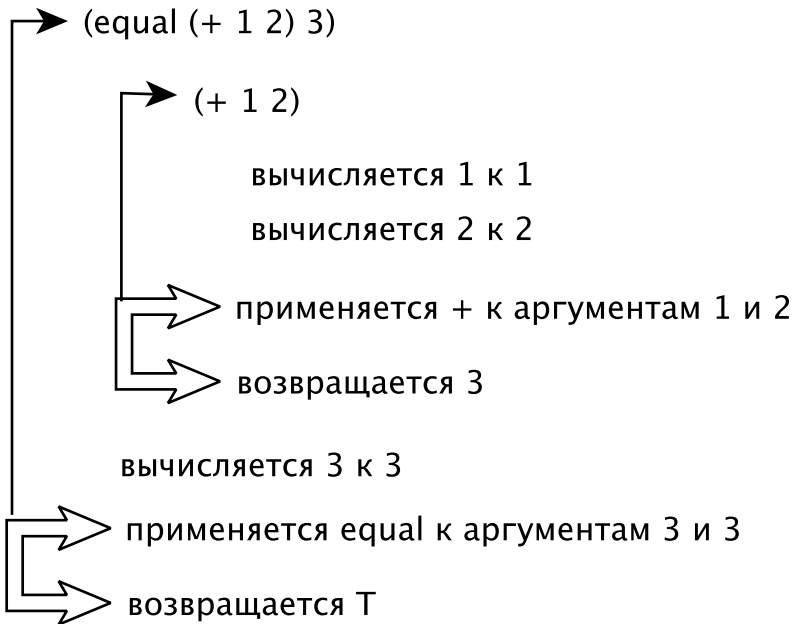 (equal (+ 1 2) 3)
(+ 1 2)
вычисляется 1 к 1
вычисляется 2 к 2
применяется + к аргументам 1 и 2
возвращается 3
вычисляется 3 к 3
применяется equal к аргументам 3 и 3
возвращается T